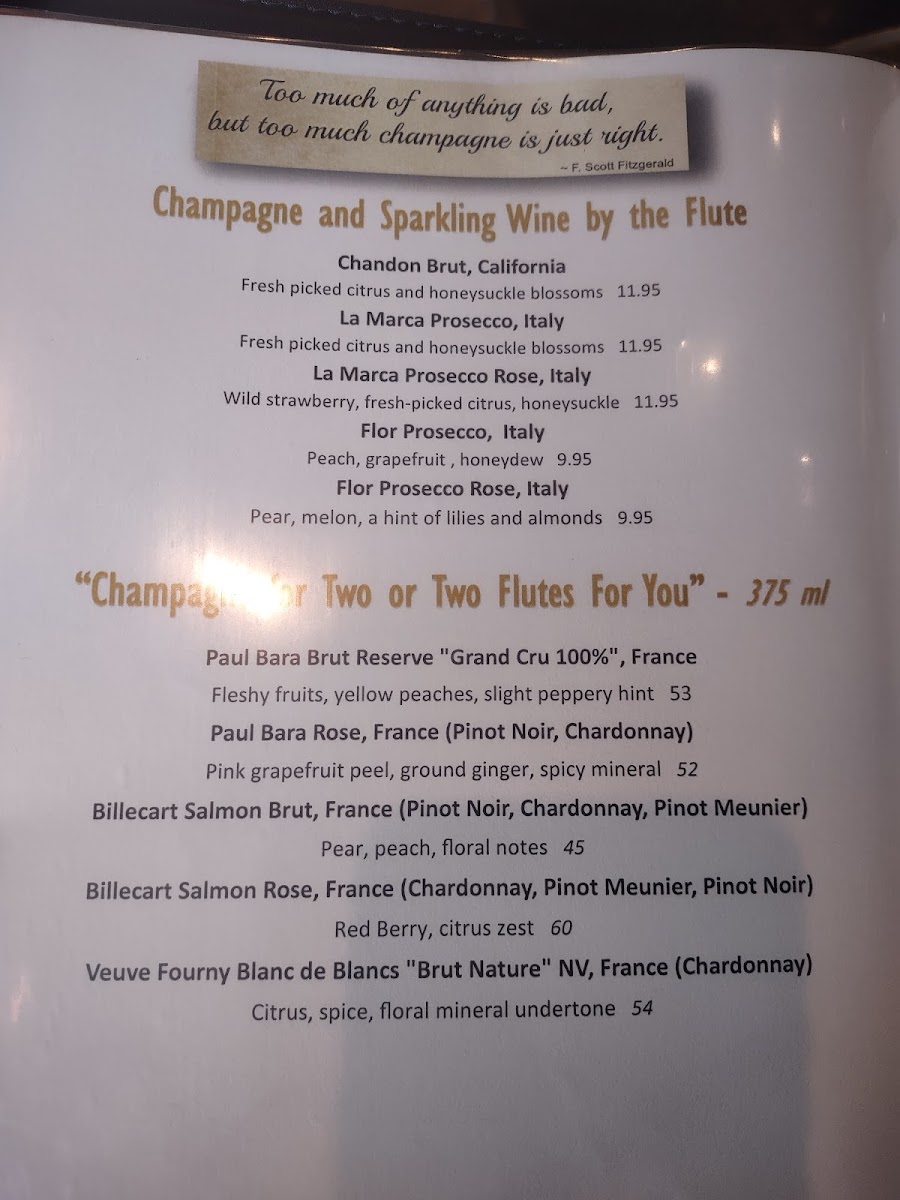 Too much of anything is bad,
but too much champagne is just right.
~ F. Scott Fitzgerald
Champagne and Sparkling Wine by the Flute
Chandon Brut, California
Fresh picked citrus and honeysuckle blossoms 11.95
La Marca Prosecco, Italy
Fresh picked citrus and honeysuckle blossoms 11.95
La Marca Prosecco Rose, Italy
Wild strawberry, fresh-picked citrus, honeysuckle 11.95
Flor Prosecco, Italy
Peach, grapefruit , honeydew 9.95
Flor Prosecco Rose, Italy
Pear, melon, a hint of lilies and almonds 9.95
“Champagne for Two or Two Flutes For You” - 375 ml
Paul Bara Brut Reserve "Grand Cru 100%", France
Fleshy fruits, yellow peaches, slight peppery hint 53
Paul Bara Rose, France (Pinot Noir, Chardonnay)
Pink grapefruit peel, ground ginger, spicy mineral 52
Billecart Salmon Brut, France (Pinot Noir, Chardonnay, Pinot Meunier)
Pear, peach, floral notes 45
Billecart Salmon Rose, France (Chardonnay, Pinot Meunier, Pinot Noir)
Red Berry, citrus zest 60
Veuve Fourny Blanc de Blancs "Brut Nature" NV, France (Chardonnay)
Citrus, spice, floral mineral undertone 54